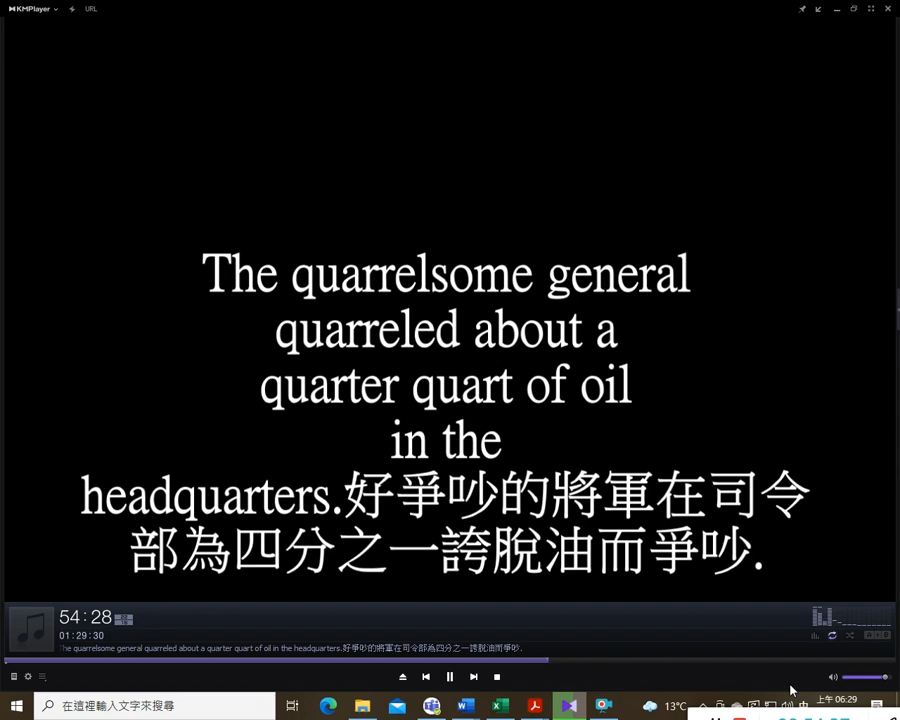 KMPlayer
URL
The quarrelsome general
quarreled about a
quarter quart of oil
in the
headquarters.好爭吵的將軍在司令
部為四分之一誇脫油而爭吵.
54:28
01:29:30
The quarrelsome general quarreled about a quarter quart of oil in the headquarters.好爭吵的將軍在司令部為四分之一誇脫油而爭吵.
在這裡輸入文字來搜尋
13°C
上午 06:29